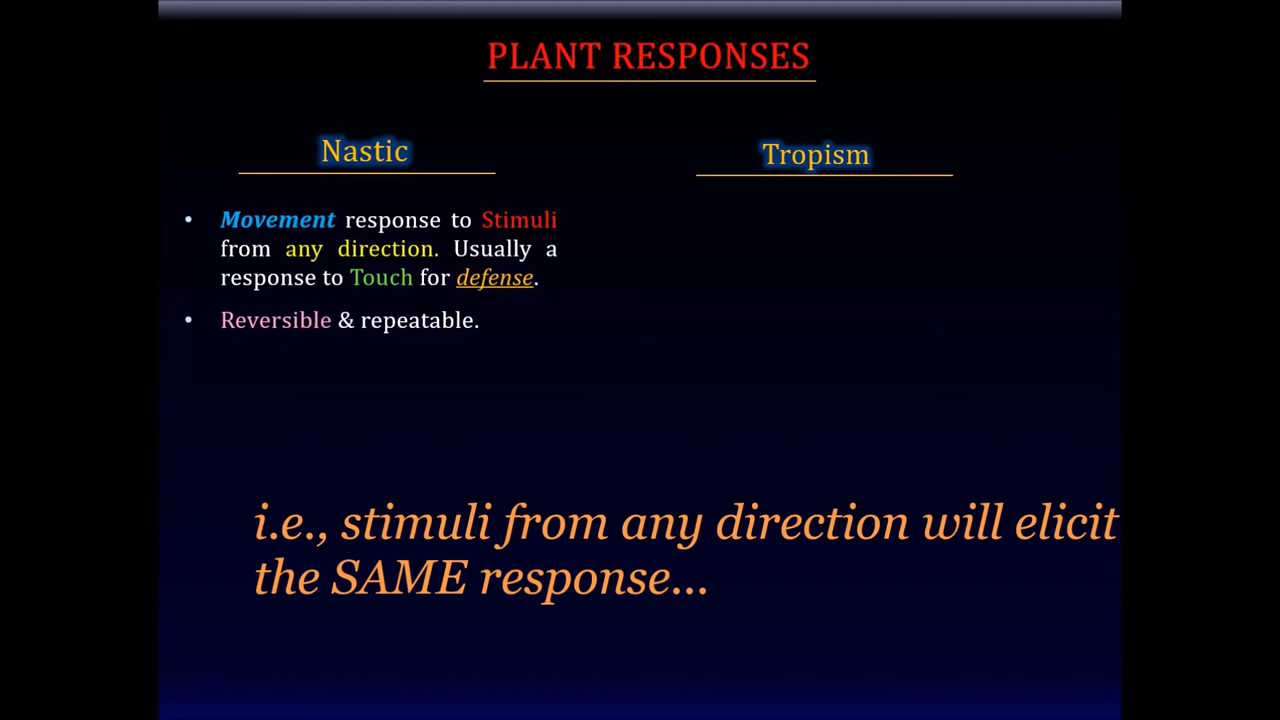 PLANT RESPONSES
Nastic
Tropism
• Movement response to Stimuli
from any direction. Usually a
response to Touch for defense.
• Reversible & repeatable.
i.e., stimuli from any direction will elicit
the SAME response...